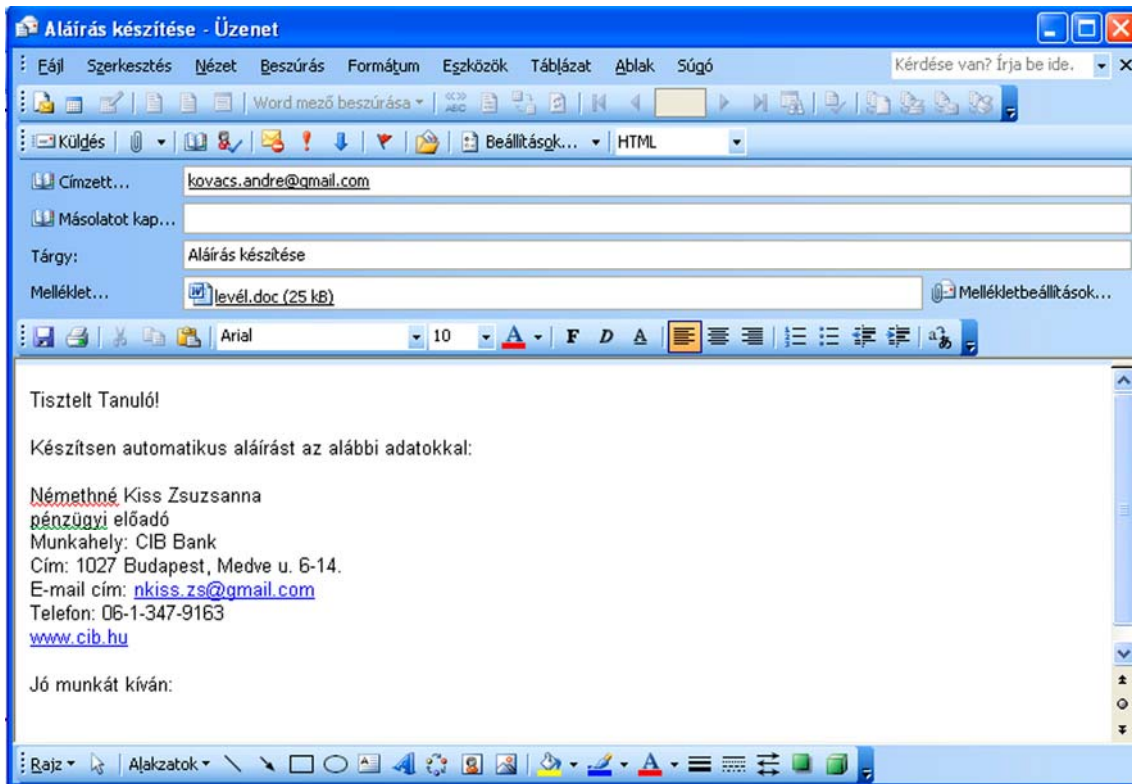 Aláírás készítése - Üzenet
Fájl Szerkesztés Nézet Beszúrás Formátum Eszközök Táblázat Ablak Súgó Kérdése van? Írja be ide.
Word mező beszúrása
Küldés Beállítások... HTML
Címzett... kovacs.andre@gmail.com
Másolatot kap...
Tárgy: Aláírás készítése
Melléklet... levél.doc (25 kB) Mellékletbeállítások...
Arial 10 A F D A
Tisztelt Tanuló!
Készítsen automatikus aláírást az alábbi adatokkal:
Némethné Kiss Zsuzsanna
pénzügyi előadó
Munkahely: CIB Bank
Cím: 1027 Budapest, Medve u. 6-14.
E-mail cím: nkiss.zs@gmail.com
Telefon: 06-1-347-9163
www.cib.hu
Jó munkát kíván:
Rajz Alakzatok A